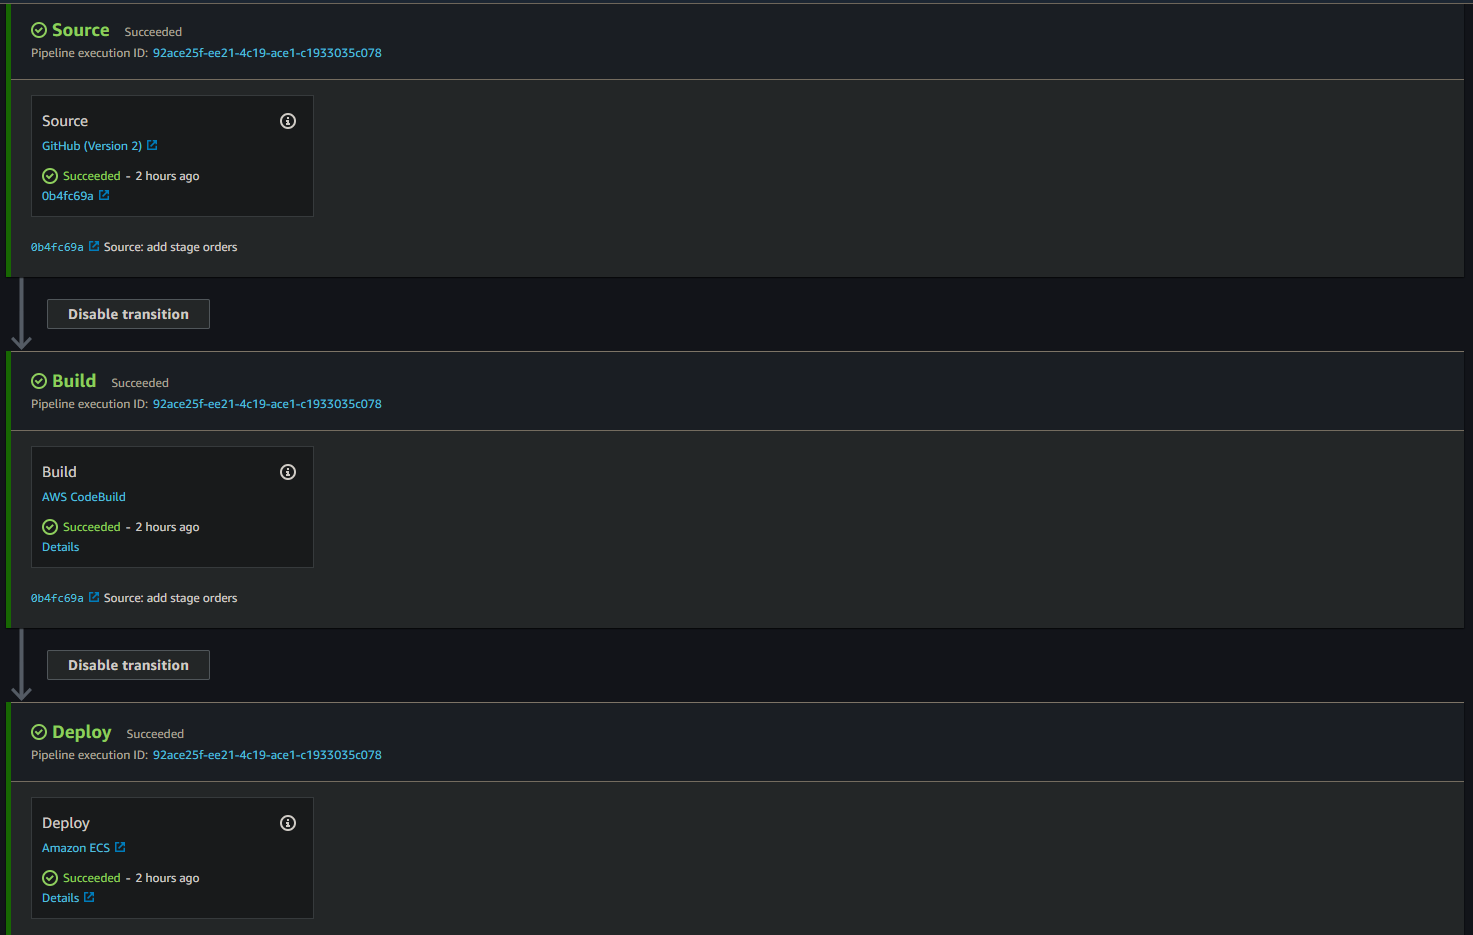 Source Succeeded
Pipeline execution ID: 92ace25f-ee21-4c19-ace1-c1933035c078
Source
GitHub (Version 2)
Succeeded - 2 hours ago
0b4fc69a
0b4fc69a Source: add stage orders
Disable transition
Build Succeeded
Pipeline execution ID: 92ace25f-ee21-4c19-ace1-c1933035c078
Build
AWS CodeBuild
Succeeded - 2 hours ago
Details
0b4fc69a Source: add stage orders
Disable transition
Deploy Succeeded
Pipeline execution ID: 92ace25f-ee21-4c19-ace1-c1933035c078
Deploy
Amazon ECS
Succeeded - 2 hours ago
Details